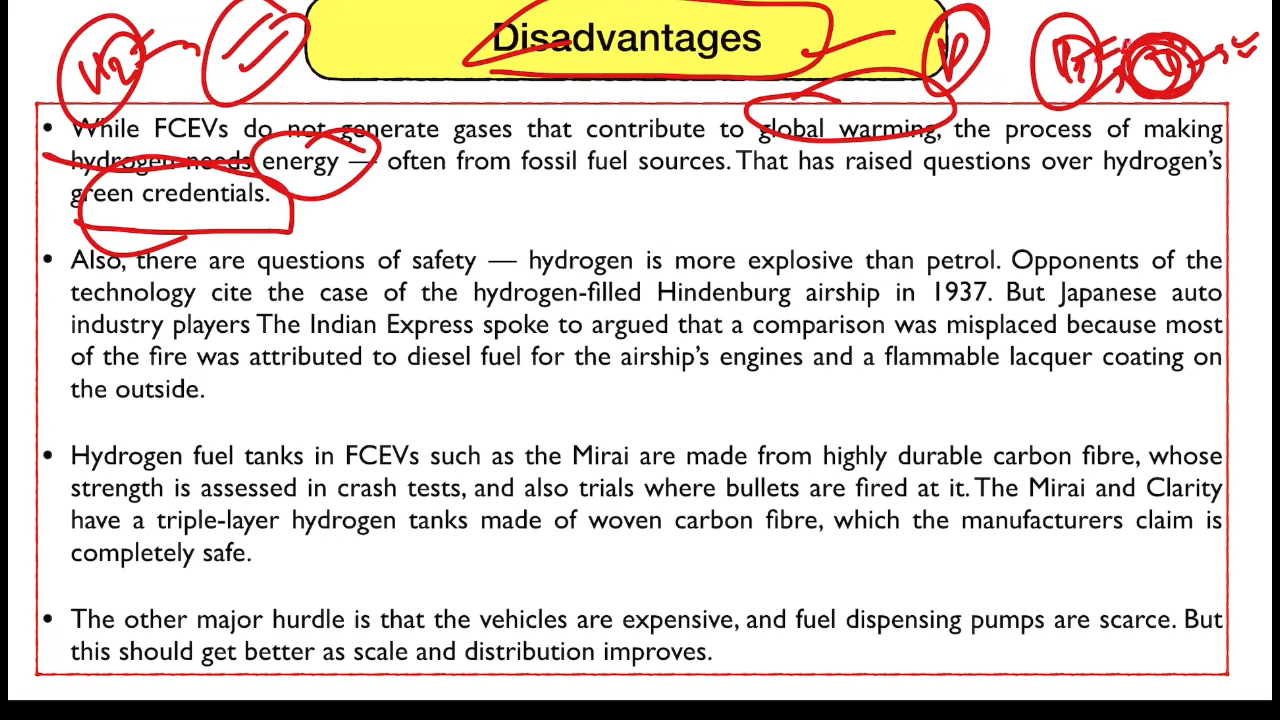 Disadvantages
H2
• While FCEVs do not generate gases that contribute to global warming, the process of making
hydrogen needs energy — often from fossil fuel sources. That has raised questions over hydrogen's
green credentials.
• Also, there are questions of safety — hydrogen is more explosive than petrol. Opponents of the
technology cite the case of the hydrogen-filled Hindenburg airship in 1937. But Japanese auto
industry players The Indian Express spoke to argued that a comparison was misplaced because most
of the fire was attributed to diesel fuel for the airship's engines and a flammable lacquer coating on
the outside.
• Hydrogen fuel tanks in FCEVs such as the Mirai are made from highly durable carbon fibre, whose
strength is assessed in crash tests, and also trials where bullets are fired at it. The Mirai and Clarity
have a triple-layer hydrogen tanks made of woven carbon fibre, which the manufacturers claim is
completely safe.
• The other major hurdle is that the vehicles are expensive, and fuel dispensing pumps are scarce. But
this should get better as scale and distribution improves.